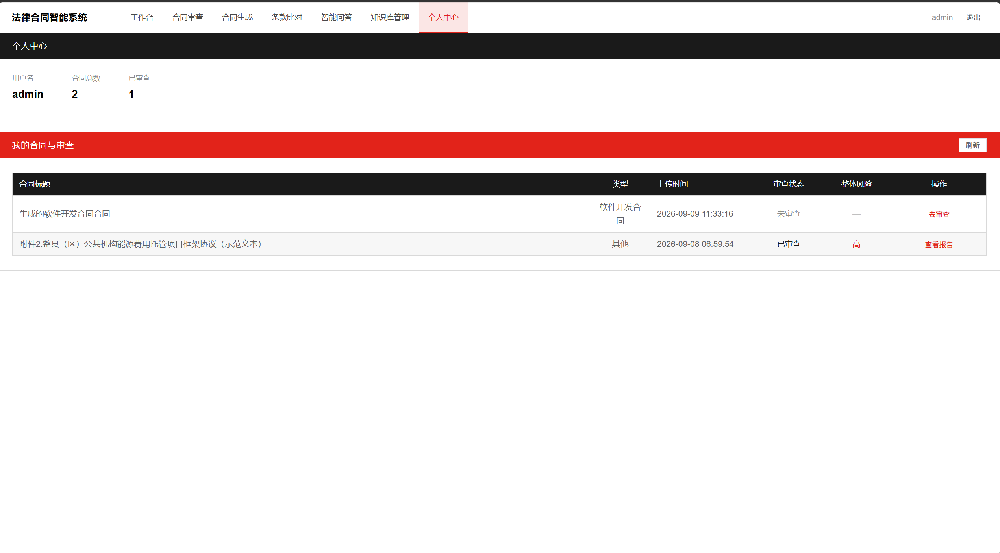 法律合同智能系统 工作台 合同审查 合同生成 条款比对 智能问答 知识库管理 个人中心 admin 退出
个人中心
用户名 合同总数 已审查
admin 2 1
我的合同与审查 刷新
合同标题 类型 上传时间 审查状态 整体风险 操作
生成的软件开发合同合同 软件开发合同 2026-09-09 11:33:16 未审查 — 去审查
附件2.整县（区）公共机构能源费用托管项目框架协议（示范文本） 其他 2026-09-08 06:59:54 已审查 高 查看报告